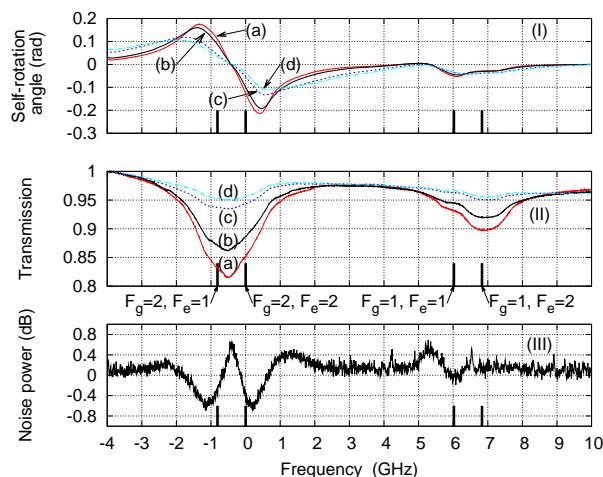 Self-rotation
angle (rad)
0.2
0.1
0
-0.1
-0.2
-0.3
(a)
(b)
(c)
(d)
(I)
Transmission
1
0.95
0.9
0.85
0.8
(d)
(c)
(b)
(a)
(II)
Fg=2, Fe=1
Fg=2, Fe=2
Fg=1, Fe=1
Fg=1, Fe=2
Noise power (dB)
0.8
0.4
0
-0.4
-0.8
(III)
-4 -3 -2 -1 0 1 2 3 4 5 6 7 8 9 10
Frequency (GHz)